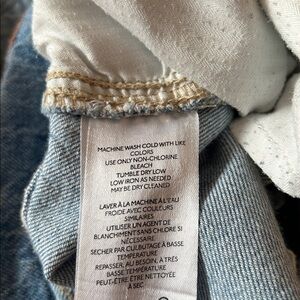 MACHINE WASH COLD WITH LIKE
COLORS
USE ONLY NON-CHLORINE
BLEACH
TUMBLE DRY LOW
LOW IRON AS NEEDED
MAY BE DRY CLEANED
LAVER À LA MACHINE À L'EAU
FROIDE AVEC COULEURS
SIMILAIRES
UTILISER UN AGENT DE
BLANCHIMENT SANS CHLORE SI
NÉCESSAIRE
SÉCHER PAR CULBUTAGE À BASSE
TEMPÉRATURE
REPASSER, AU BESOIN, À TRÈS
BASSE TEMPÉRATURE
PEUT-ÊTRE ÊTRE NETTOYÉE
À SEC